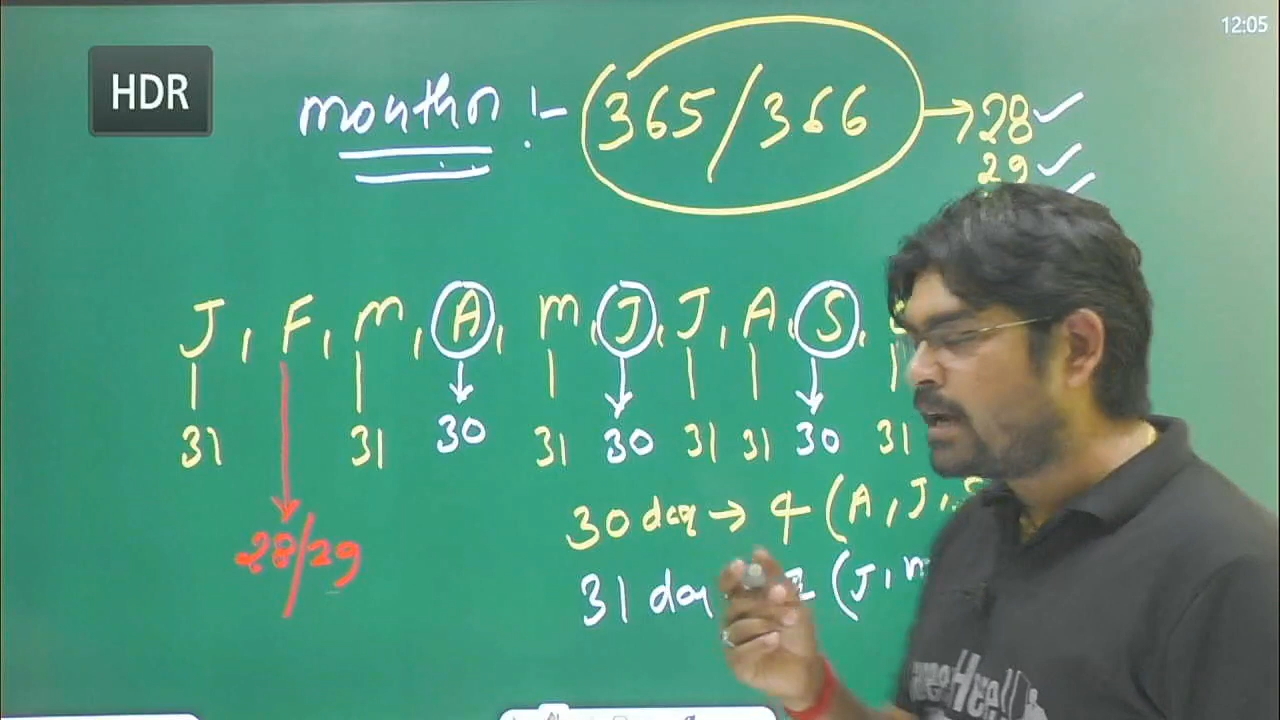 12:05
HDR
months :- 365/366 → 28 ✓
29 ✓
J, F, m, A, m, J, J, A, S,
31 31 30 31 30 31 31 30 31
28/29
30 day → 4 (A, J, S
31 day (J, m